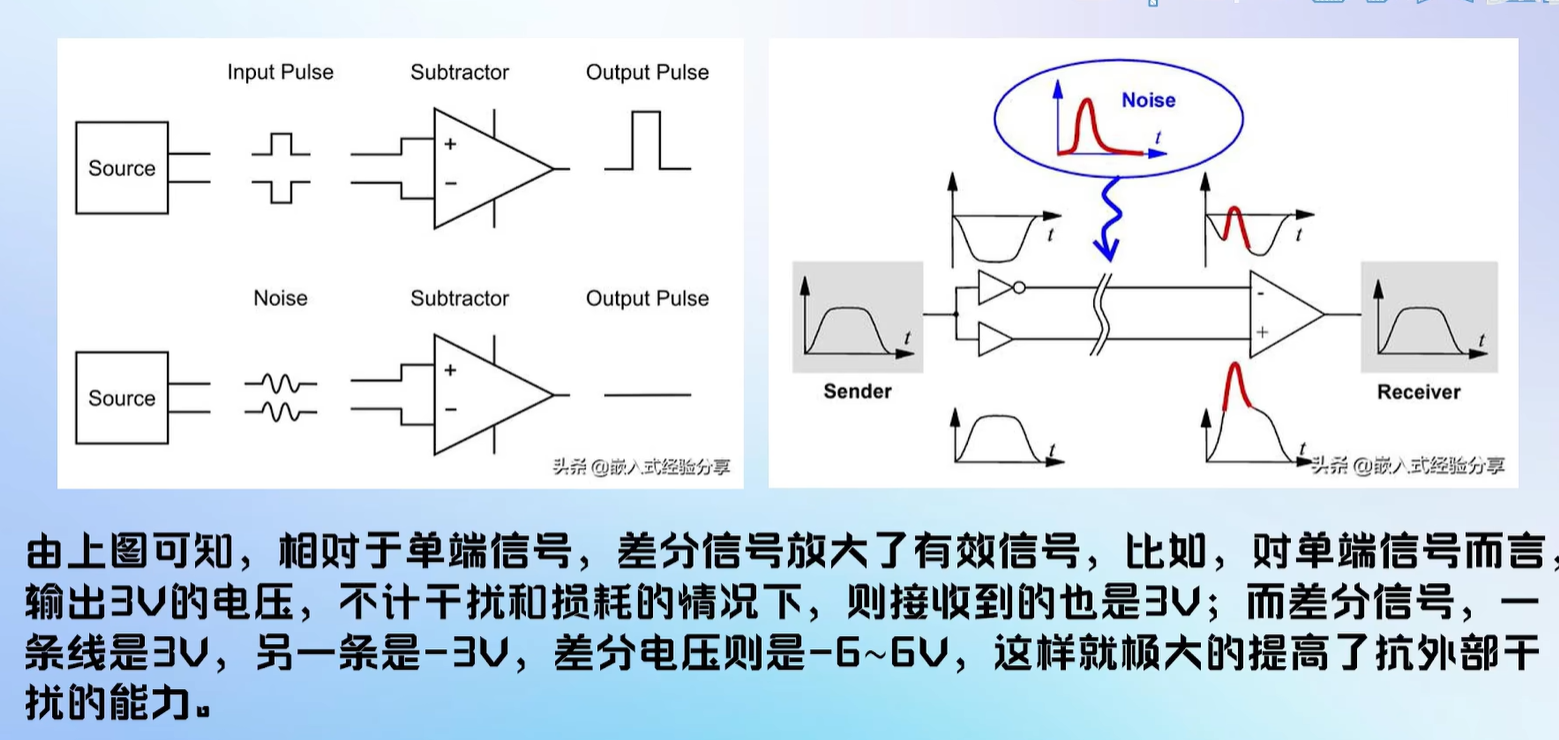 Input Pulse
Subtractor
Output Pulse
Source
+
−
Noise
Subtractor
Output Pulse
Source
+
−
头条 @嵌入式经验分享
Noise
t
t
t
t
-
+
t
Sender
Receiver
t
t
头条 @嵌入式经验分享
由上图可知，相对于单端信号，差分信号放大了有效信号，比如，对单端信号而言，
输出3V的电压，不计干扰和损耗的情况下，则接收到的也是3V；而差分信号，一
条线是3V，另一条是-3V，差分电压则是-6~6V，这样就极大的提高了抗外部干
扰的能力。